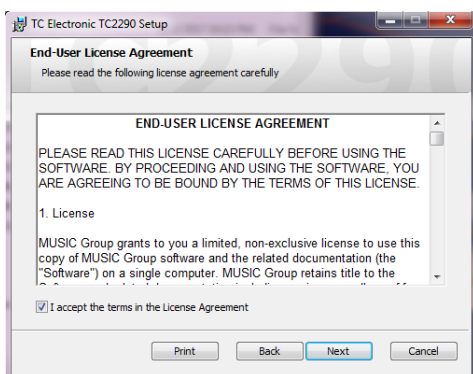 TC Electronic TC2290 Setup
End-User License Agreement
Please read the following license agreement carefully
END-USER LICENSE AGREEMENT
PLEASE READ THIS LICENSE CAREFULLY BEFORE USING THE
SOFTWARE. BY PROCEEDING AND USING THE SOFTWARE, YOU
ARE AGREEING TO BE BOUND BY THE TERMS OF THIS LICENSE.
1. License
MUSIC Group grants to you a limited, non-exclusive license to use this
copy of MUSIC Group software and the related documentation (the
"Software") on a single computer. MUSIC Group retains title to the
I accept the terms in the License Agreement
Print
Back
Next
Cancel